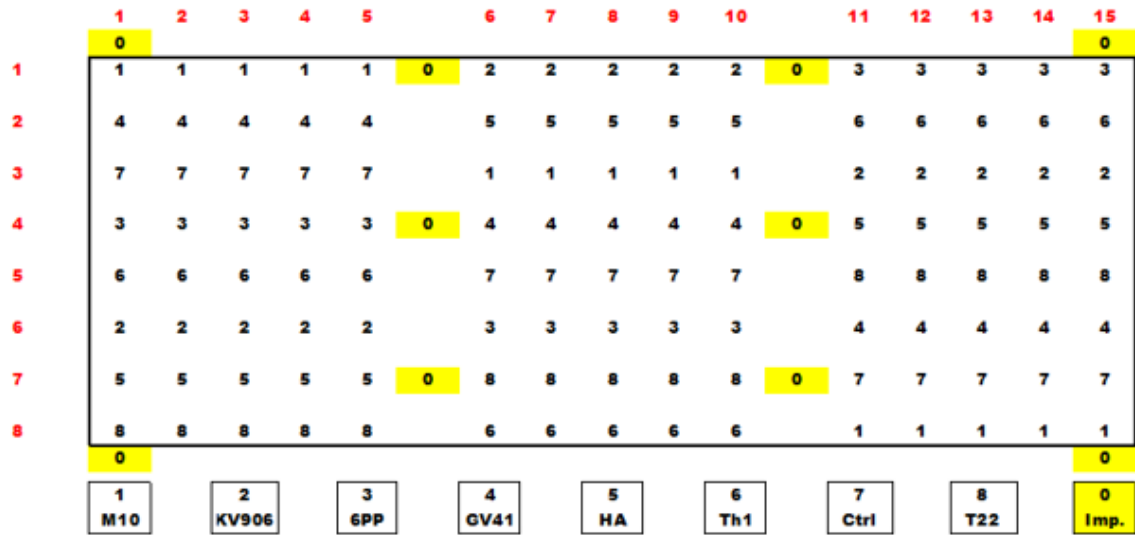 1 2 3 4 5 6 7 8 9 10 11 12 13 14 15
0 0
1 1 1 1 1 1 0 2 2 2 2 2 0 3 3 3 3 3
2 4 4 4 4 4 5 5 5 5 5 6 6 6 6 6
3 7 7 7 7 7 1 1 1 1 1 2 2 2 2 2
4 3 3 3 3 3 0 4 4 4 4 4 0 5 5 5 5 5
5 6 6 6 6 6 7 7 7 7 7 8 8 8 8 8
6 2 2 2 2 2 3 3 3 3 3 4 4 4 4 4
7 5 5 5 5 5 0 8 8 8 8 8 0 7 7 7 7 7
8 8 8 8 8 8 6 6 6 6 6 1 1 1 1 1
0 0
1 2 3 4 5 6 7 8 0
M10 KV906 6PP GV41 HA Th1 Ctrl T22 Imp.